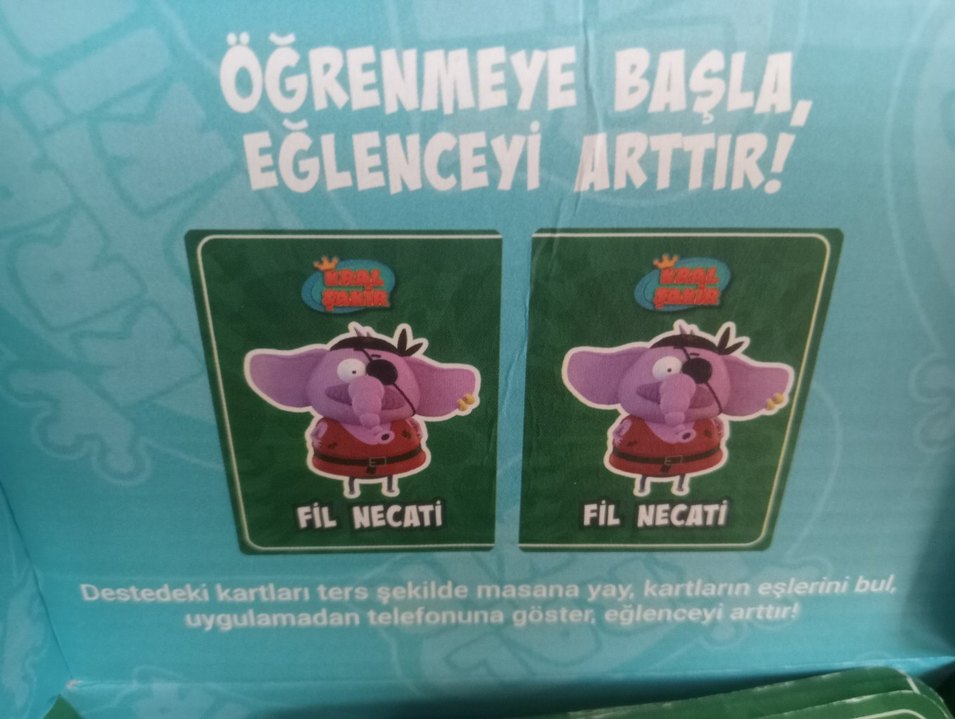 ÖĞRENMEYE BAŞLA,
EĞLENCEYİ ARTTIR!
KRAL
ŞAKİR
KRAL
ŞAKİR
FİL NECATİ
FİL NECATİ
Destedeki kartları ters şekilde masana yay, kartların eşlerini bul,
uygulamadan telefonuna göster, eğlenceyi arttır!